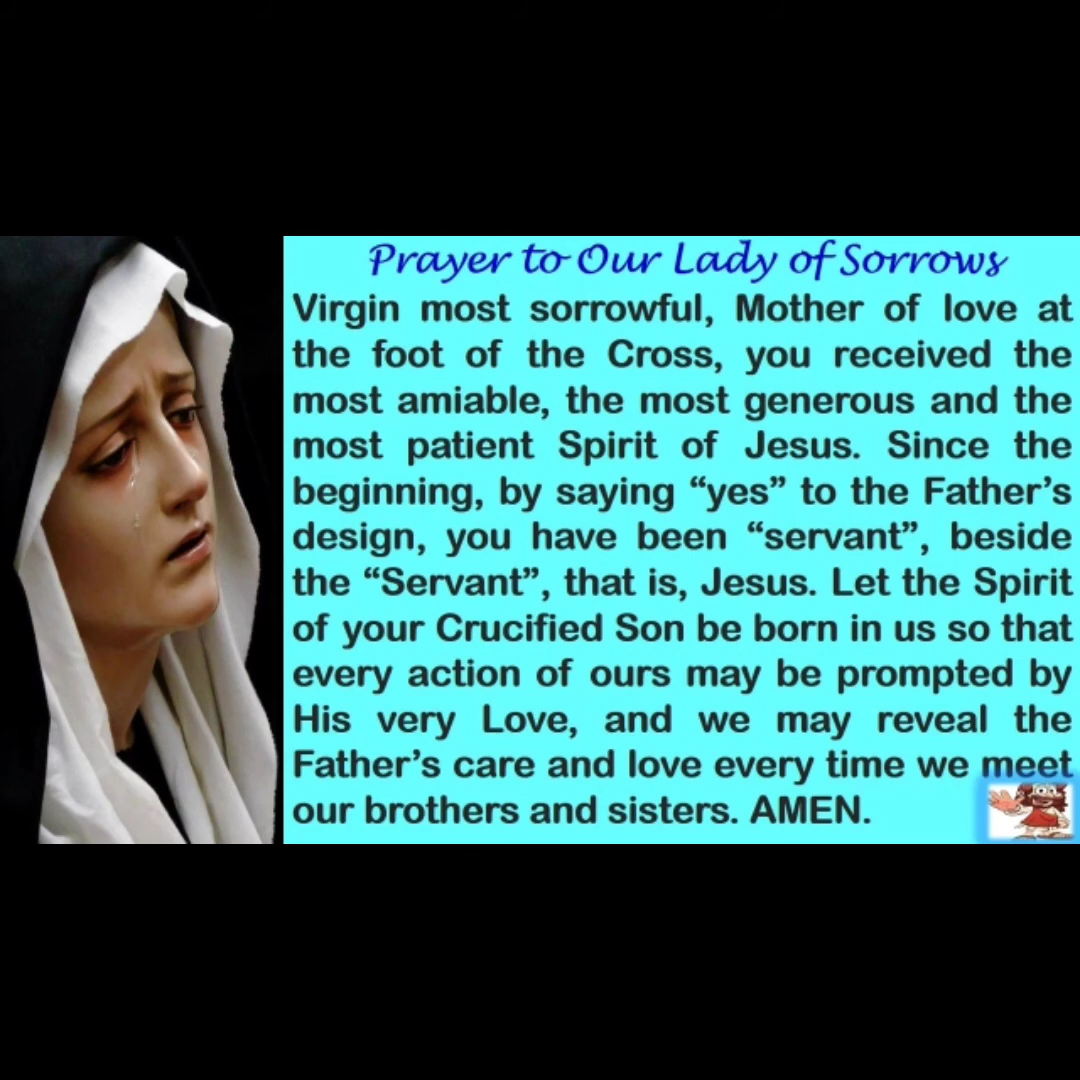 Prayer to Our Lady of Sorrows
Virgin most sorrowful, Mother of love at
the foot of the Cross, you received the
most amiable, the most generous and the
most patient Spirit of Jesus. Since the
beginning, by saying “yes” to the Father’s
design, you have been “servant”, beside
the “Servant”, that is, Jesus. Let the Spirit
of your Crucified Son be born in us so that
every action of ours may be prompted by
His very Love, and we may reveal the
Father’s care and love every time we meet
our brothers and sisters. AMEN.